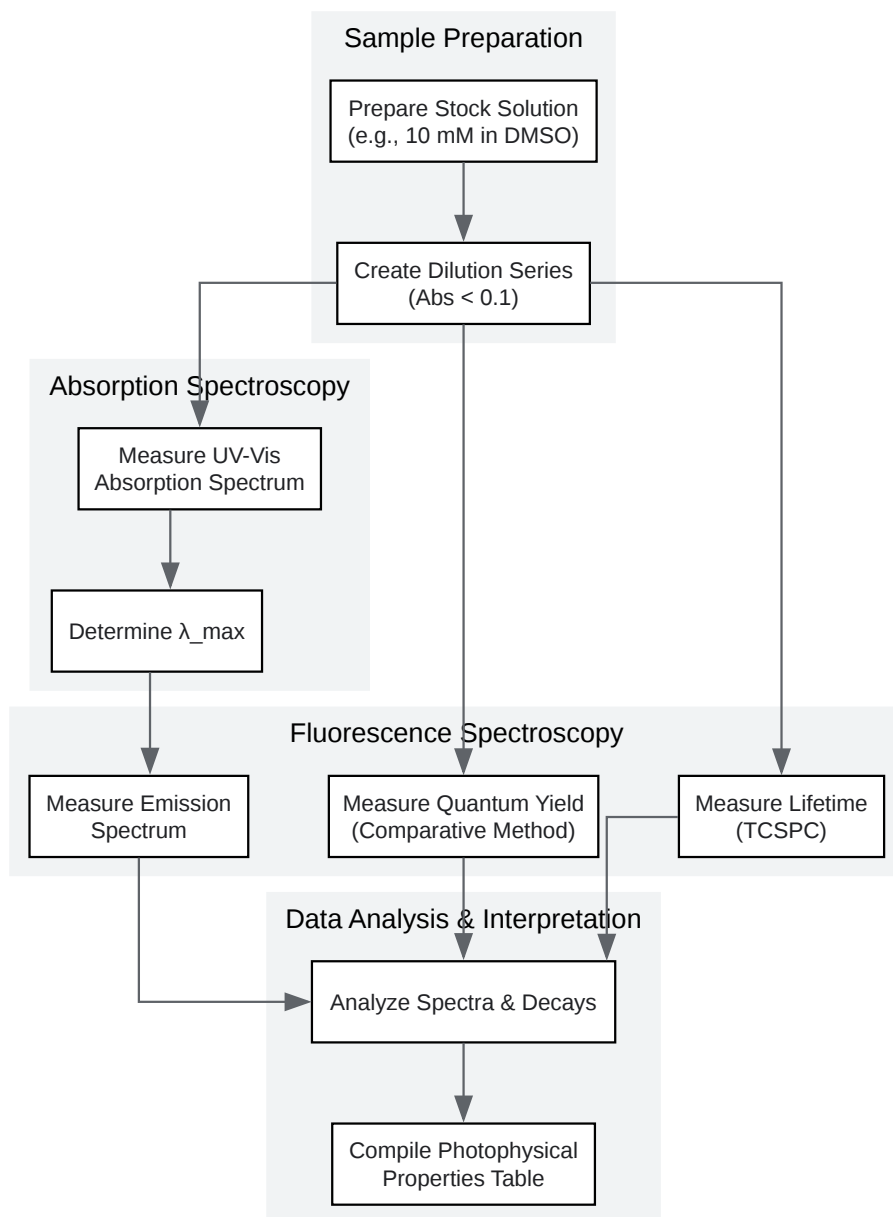 Sample Preparation
Prepare Stock Solution
(e.g., 10 mM in DMSO)
Create Dilution Series
(Abs < 0.1)
Absorption Spectroscopy
Measure UV-Vis
Absorption Spectrum
Determine λ_max
Fluorescence Spectroscopy
Measure Emission
Spectrum
Measure Quantum Yield
(Comparative Method)
Measure Lifetime
(TCSPC)
Data Analysis & Interpretation
Analyze Spectra & Decays
Compile Photophysical
Properties Table